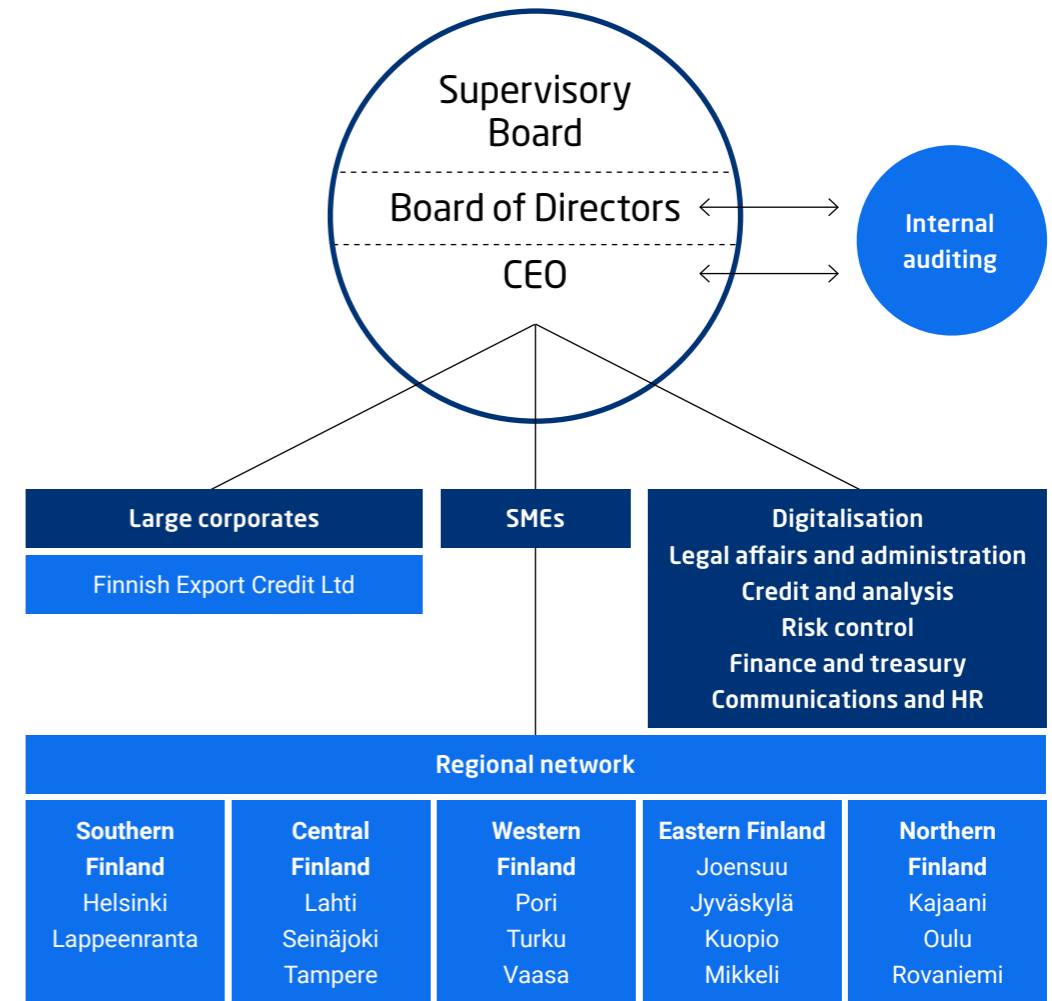 Supervisory
Board
Board of Directors
CEO
Internal
auditing
Large corporates
Finnish Export Credit Ltd
SMEs
Digitalisation
Legal affairs and administration
Credit and analysis
Risk control
Finance and treasury
Communications and HR
Regional network
Southern
Finland
Helsinki
Lappeenranta
Central
Finland
Lahti
Seinäjoki
Tampere
Western
Finland
Pori
Turku
Vaasa
Eastern Finland
Joensuu
Jyväskylä
Kuopio
Mikkeli
Northern
Finland
Kajaani
Oulu
Rovaniemi